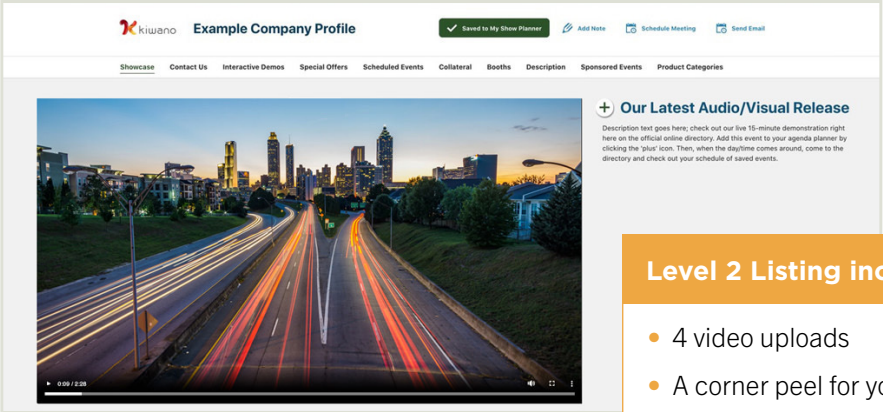 kiwano Example Company Profile Saved to My Show Planner Add Note Schedule Meeting Send Email
Showcase Contact Us Interactive Demos Special Offers Scheduled Events Collateral Booths Description Sponsored Events Product Categories
Our Latest Audio/Visual Release
Description text goes here; check out our live 15-minute demonstration right
here on the official online directory. Add this event to your agenda planner by
clicking the 'plus' icon. Then, when the day/time comes around, come to the
directory and check out your schedule of saved events.
Level 2 Listing inc
• 4 video uploads
• A corner peel for yo
0:09 / 2:28